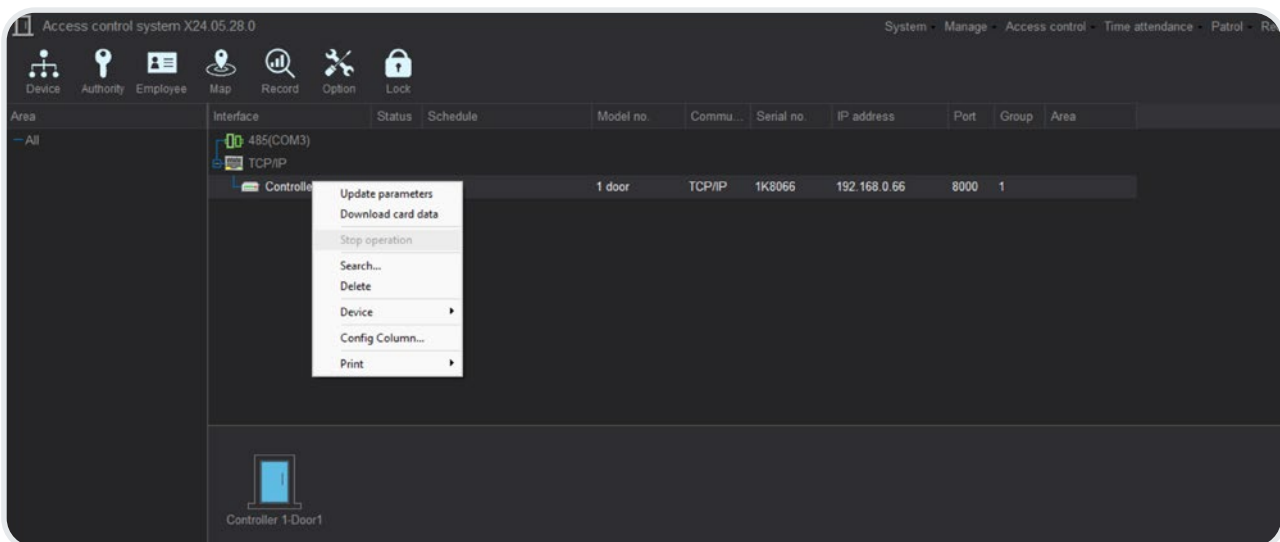 Access control system X24.05.28.0
System Manage Access control Time attendance Patrol Re
Device Authority Employee Map Record Option Lock
Area Interface Status Schedule Model no. Commu... Serial no. IP address Port Group Area
All
485(COM3)
TCP/IP
Controlle 1 door TCP/IP 1K8066 192.168.0.66 8000 1
Update parameters
Download card data
Stop operation
Search...
Delete
Device
Config Column...
Print
Controller 1-Door1